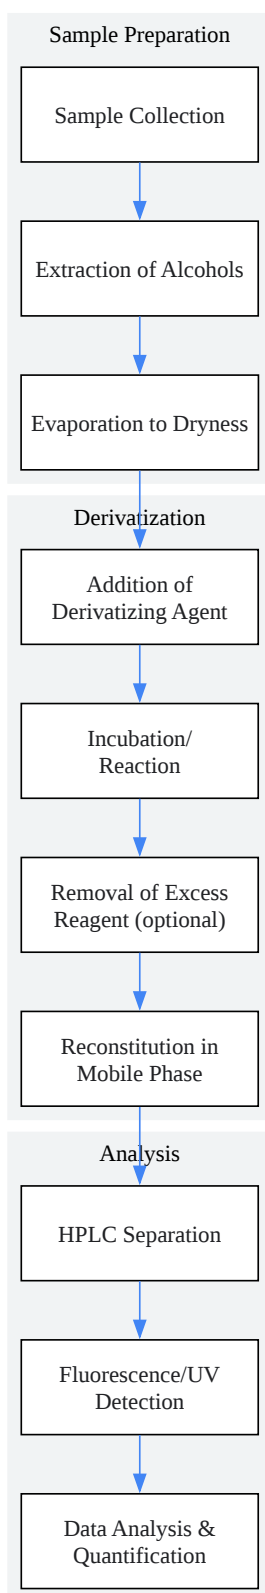 Sample Preparation
Sample Collection
Extraction of Alcohols
Evaporation to Dryness
Derivatization
Addition of
Derivatizing Agent
Incubation/
Reaction
Removal of Excess
Reagent (optional)
Reconstitution in
Mobile Phase
Analysis
HPLC Separation
Fluorescence/UV
Detection
Data Analysis &
Quantification